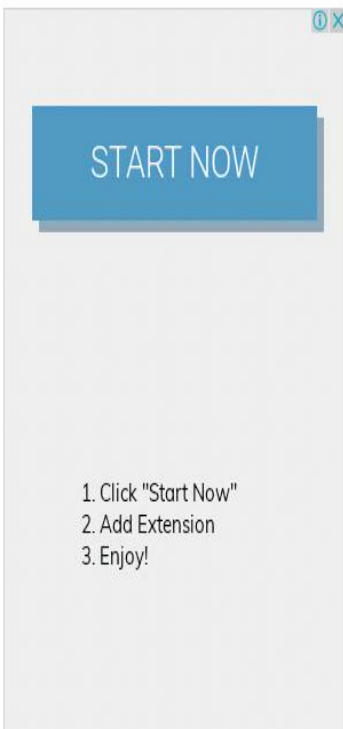 START NOW
1. Click "Start Now"
2. Add Extension
3. Enjoy!